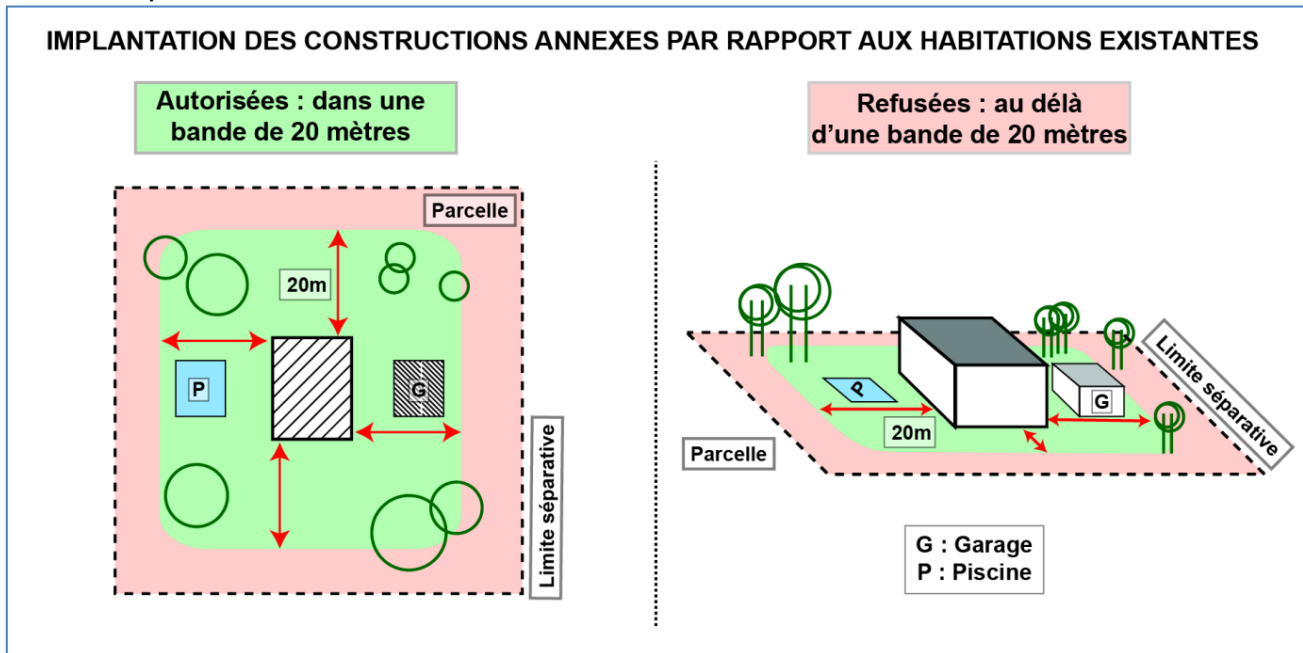 IMPLANTATION DES CONSTRUCTIONS ANNEXES PAR RAPPORT AUX HABITATIONS EXISTANTES
Autorisées : dans une
bande de 20 mètres
Refusées : au délà
d'une bande de 20 mètres
Parcelle
20m
P
G
Limite séparative
Limite séparative
P
G
20m
Parcelle
G : Garage
P : Piscine